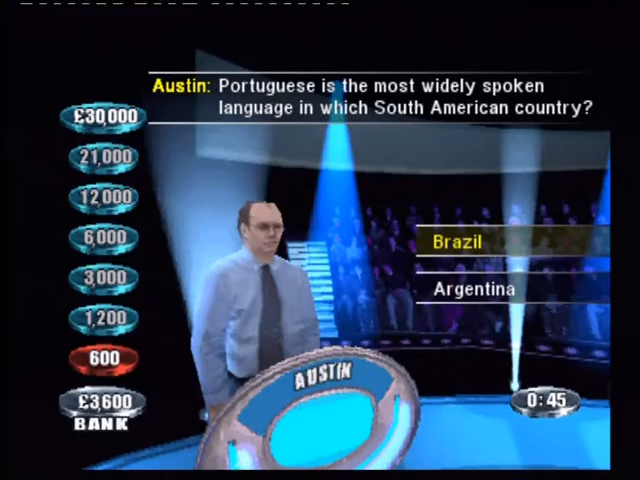 Austin: Portuguese is the most widely spoken
language in which South American country?
£30,000
21,000
12,000
6,000
3,000
1,200
600
£3,600
BANK
Brazil
Argentina
AUSTIN
0:45